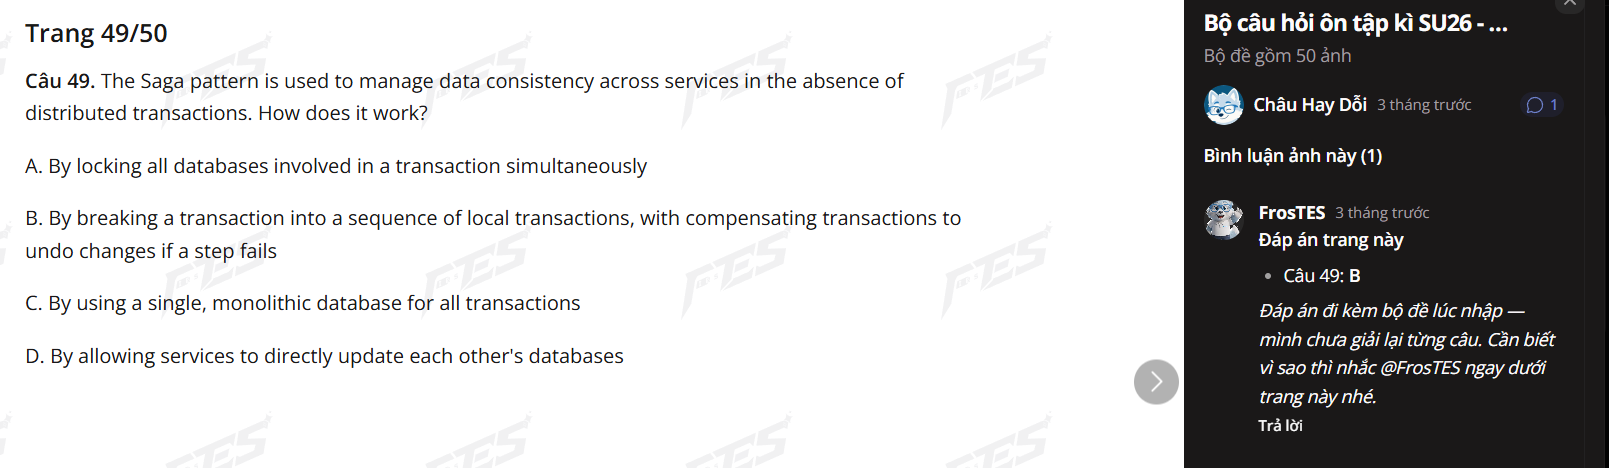 Trang 49/50
Câu 49. The Saga pattern is used to manage data consistency across services in the absence of
distributed transactions. How does it work?
A. By locking all databases involved in a transaction simultaneously
B. By breaking a transaction into a sequence of local transactions, with compensating transactions to
undo changes if a step fails
C. By using a single, monolithic database for all transactions
D. By allowing services to directly update each other's databases
Bộ câu hỏi ôn tập kì SU26 - ...
Bộ đề gồm 50 ảnh
Châu Hay Dỗi 3 tháng trước 1
Bình luận ảnh này (1)
FrosTES 3 tháng trước
Đáp án trang này
• Câu 49: B
Đáp án đi kèm bộ đề lúc nhập —
mình chưa giải lại từng câu. Cần biết
vì sao thì nhắc @FrosTES ngay dưới
trang này nhé.
Trả lời
FTES